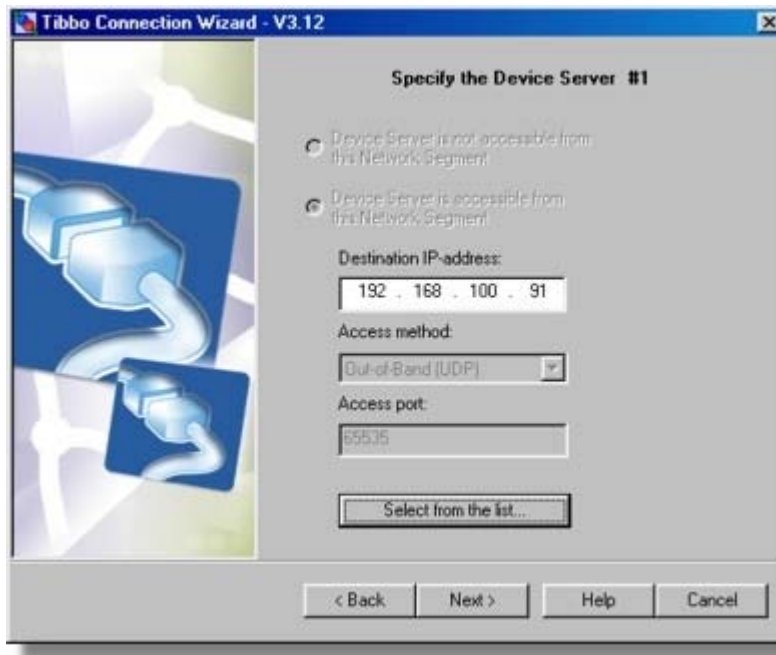 Tibbo Connection Wizard - V3.12
Specify the Device Server #1
Device Server is not accessible from
this Network Segment
Device Server is accessible from
this Network Segment
Destination IP-address:
192 . 168 . 100 . 91
Access method:
Out-of-Band (UDP)
Access port:
65535
Select from the list...
< Back Next > Help Cancel